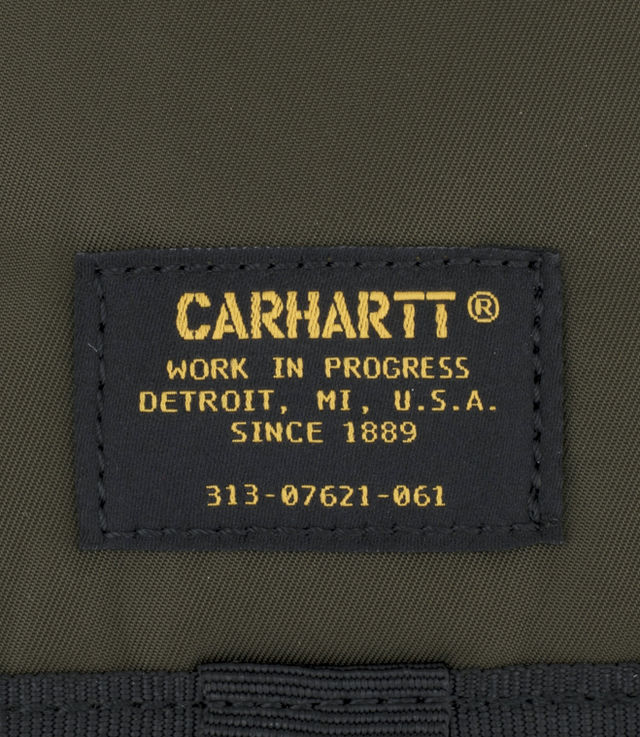 CARHARTT®
WORK IN PROGRESS
DETROIT, MI, U.S.A.
SINCE 1889
313-07621-061